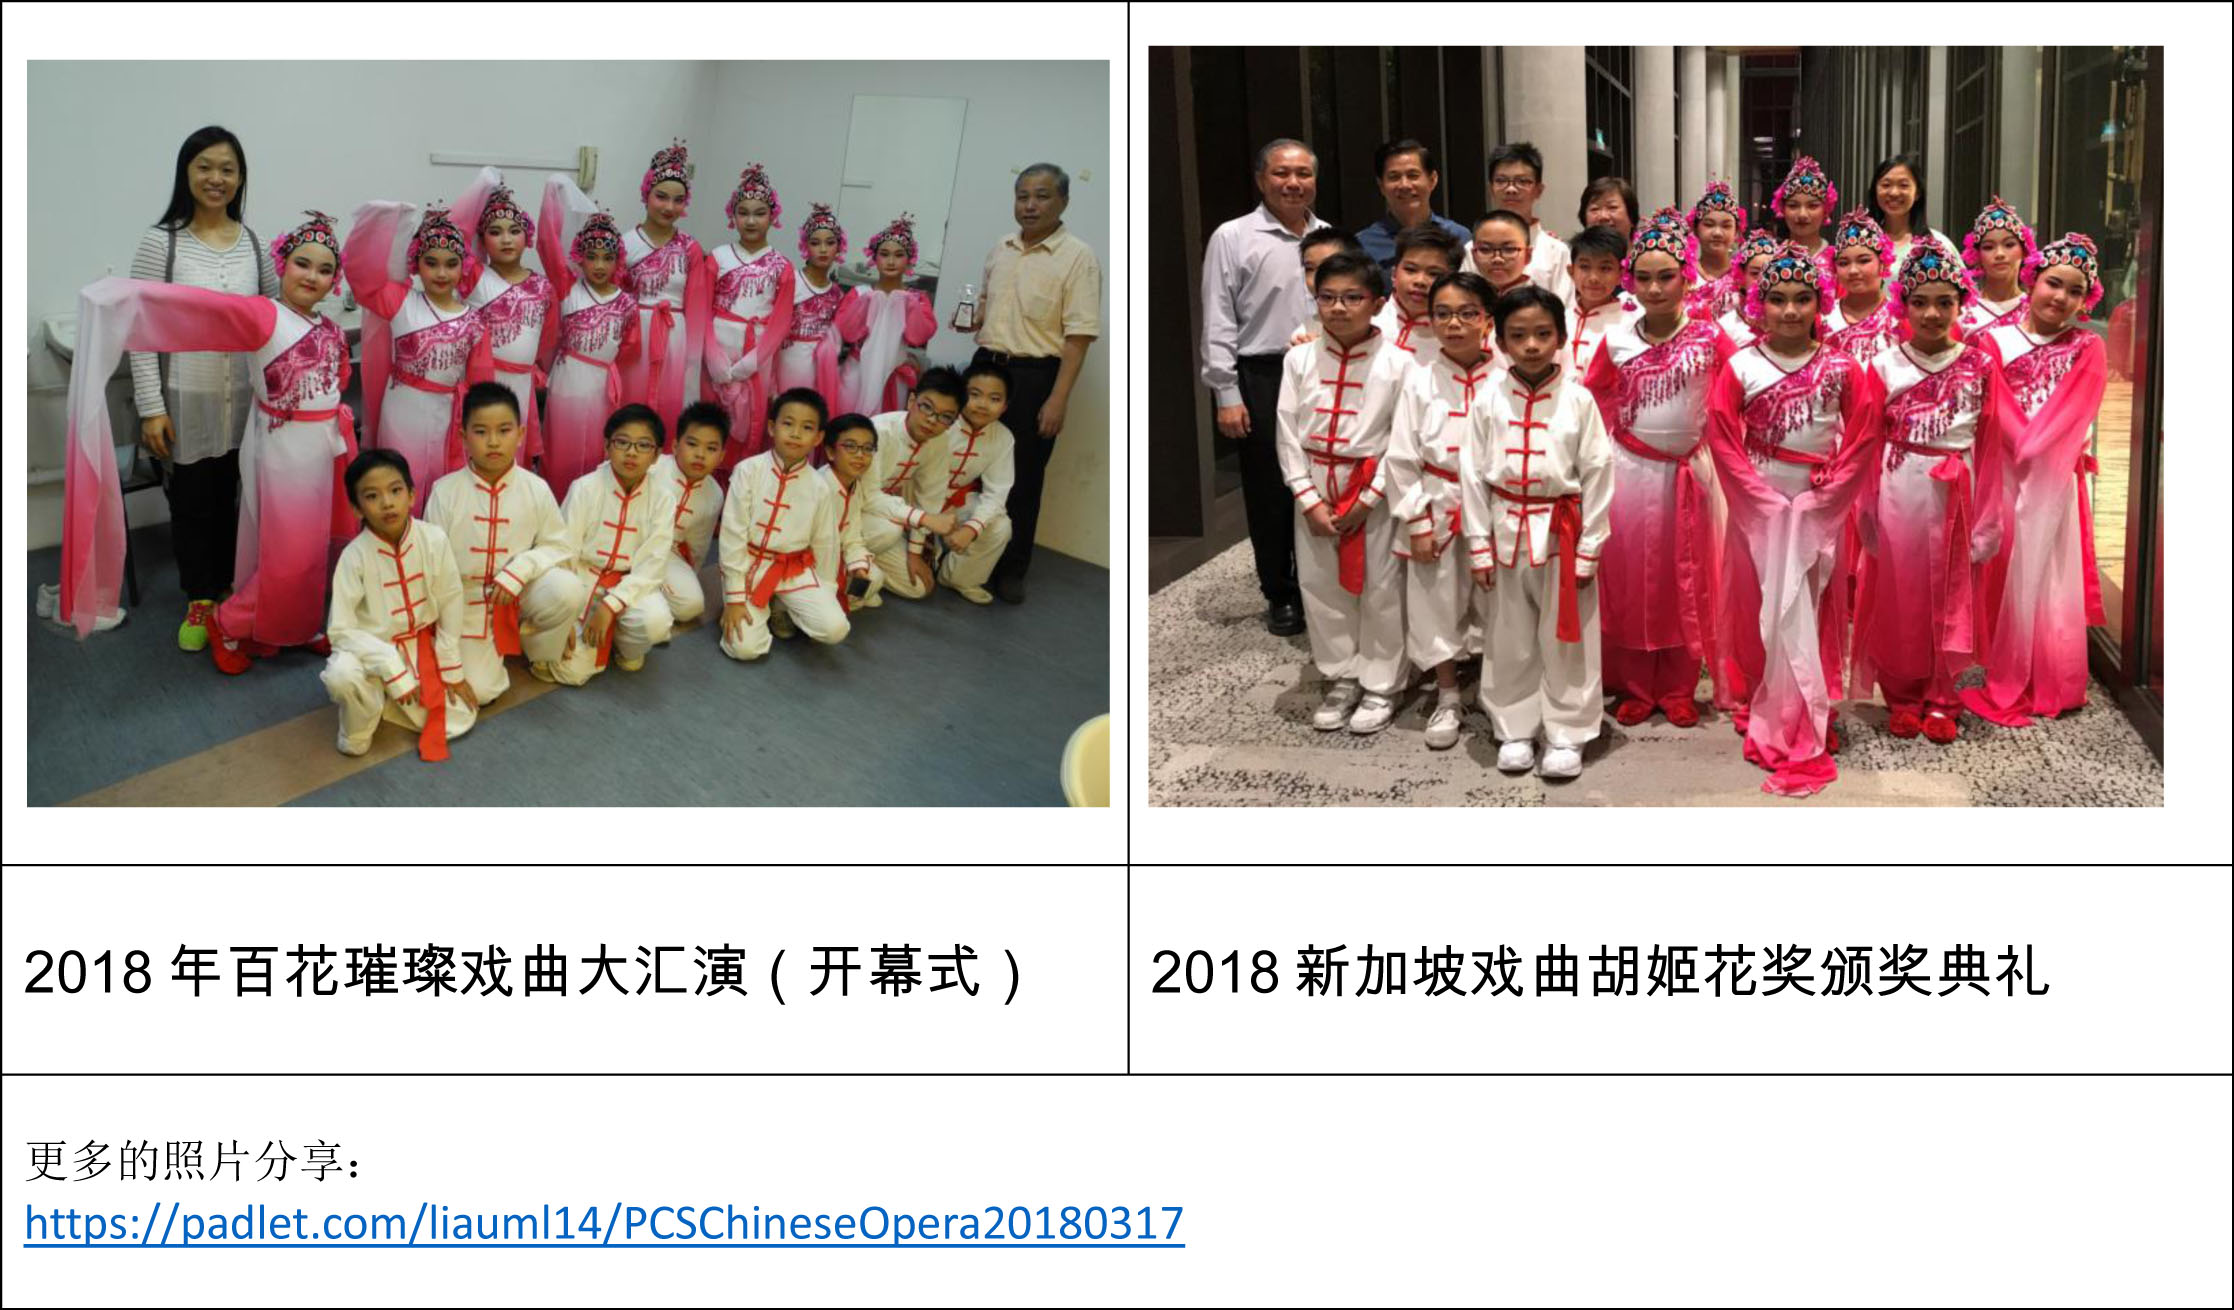 2018 年百花璀璨戏曲大汇演（开幕式）
2018 新加坡戏曲胡姬花奖颁奖典礼
更多的照片分享：
https://padlet.com/liauml14/PCSChineseOpera20180317